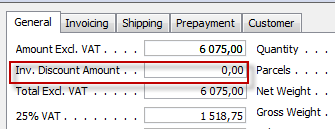 General Invoicing Shipping Prepayment Customer
Amount Excl. VAT . . . . 6 075,00 Quantity
Inv. Discount Amount . . 0,00 Parcels
Total Excl. VAT . . . . . 6 075,00 Net Weight
25% VAT . . . . . . . . 1 518,75 Gross Weight